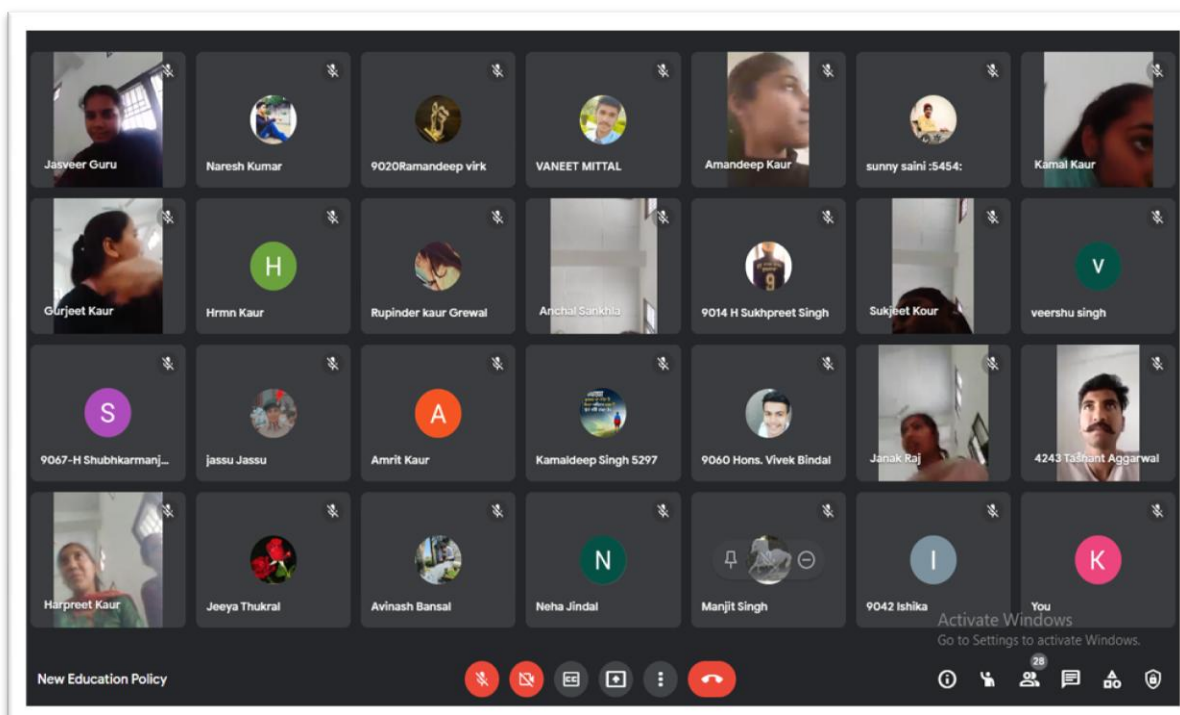 Jasveer Guru
Naresh Kumar
9020Ramandeep virk
VANEET MITTAL
Amandeep Kaur
sunny saini :5454:
Kamal Kaur
Gurjeet Kaur
H
Hrmn Kaur
Rupinder kaur Grewal
Anchal Sankhla
9
9014 H Sukhpreet Singh
Sukjeet Kour
v
veershu singh
S
9067-H Shubhkarmanj...
jassu Jassu
A
Amrit Kaur
Kamaldeep Singh 5297
9060 Hons. Vivek Bindal
Janak Raj
4243 Tashant Aggarwal
Harpreet Kaur
Jeeya Thukral
Avinash Bansal
N
Neha Jindal
Manjit Singh
I
9042 Ishika
K
You
Activate Windows
Go to Settings to activate Windows.
New Education Policy
CC
28